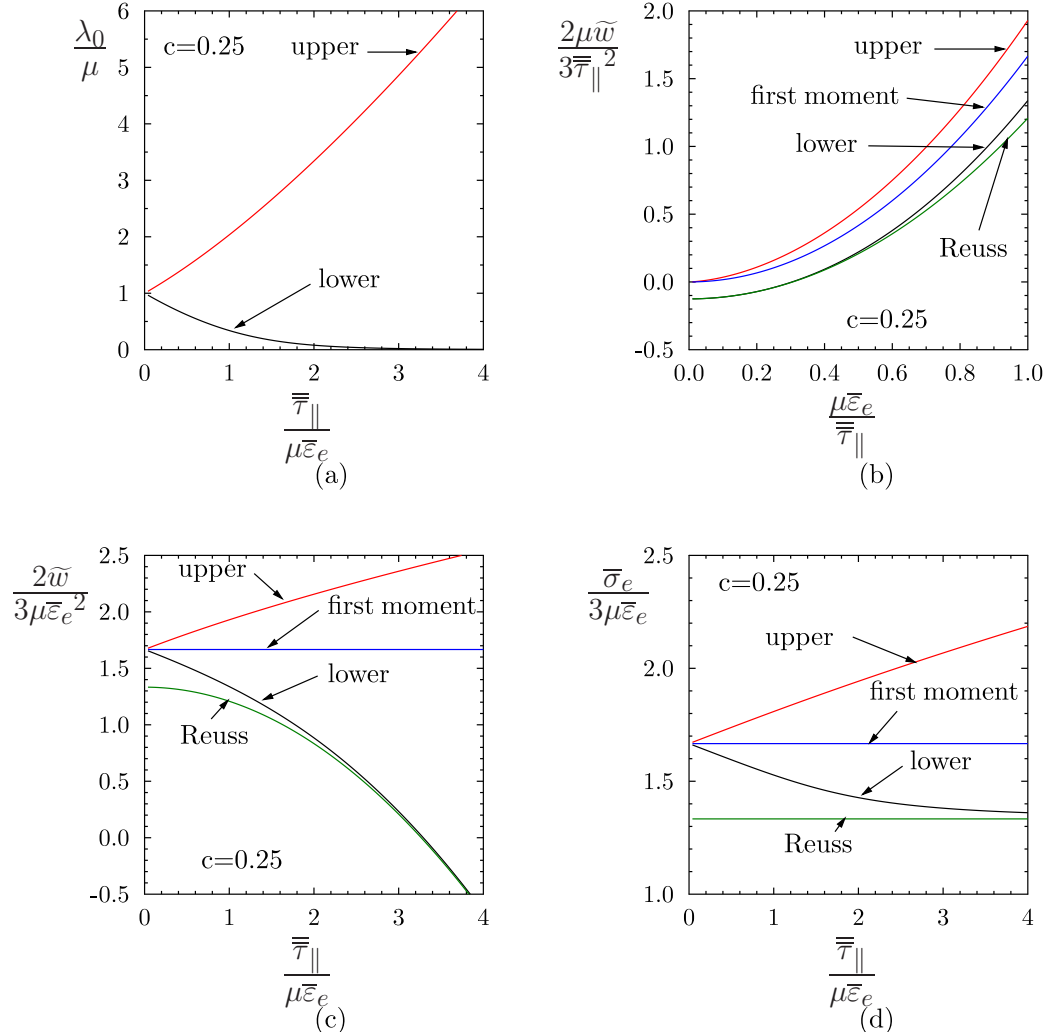 λ₀/μ
c=0.25
upper
lower
6
5
4
3
2
1
0
0 1 2 3 4
τ̿∥/με̄ₑ
(a)
2μw̃/3τ̿∥²
upper
first moment
lower
Reuss
c=0.25
2.0
1.5
1.0
0.5
0.0
-0.5
0.0 0.2 0.4 0.6 0.8 1.0
με̄ₑ/τ̿∥
(b)
2w̃/3με̄ₑ²
upper
first moment
lower
Reuss
c=0.25
2.5
2.0
1.5
1.0
0.5
0.0
-0.5
0 1 2 3 4
τ̿∥/με̄ₑ
(c)
σ̄ₑ/3με̄ₑ
c=0.25
upper
first moment
lower
Reuss
2.5
2.0
1.5
1.0
0 1 2 3 4
τ̿∥/με̄ₑ
(d)